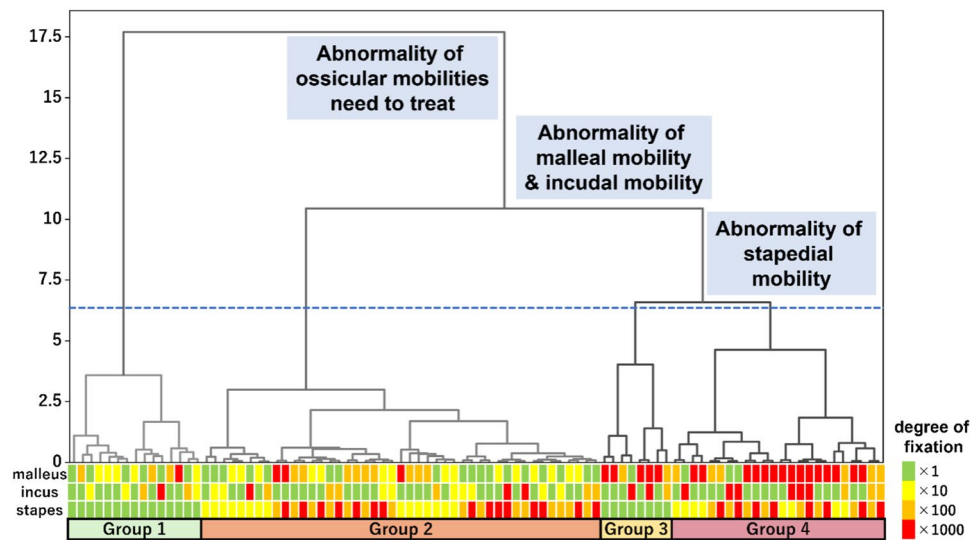 17.5
15
12.5
10
7.5
5
2.5
0
Abnormality of
ossicular mobilities
need to treat
Abnormality of
malleal mobility
& incudal mobility
Abnormality of
stapedial
mobility
malleus
incus
stapes
Group 1
Group 2
Group 3
Group 4
degree of
fixation
×1
×10
×100
×1000